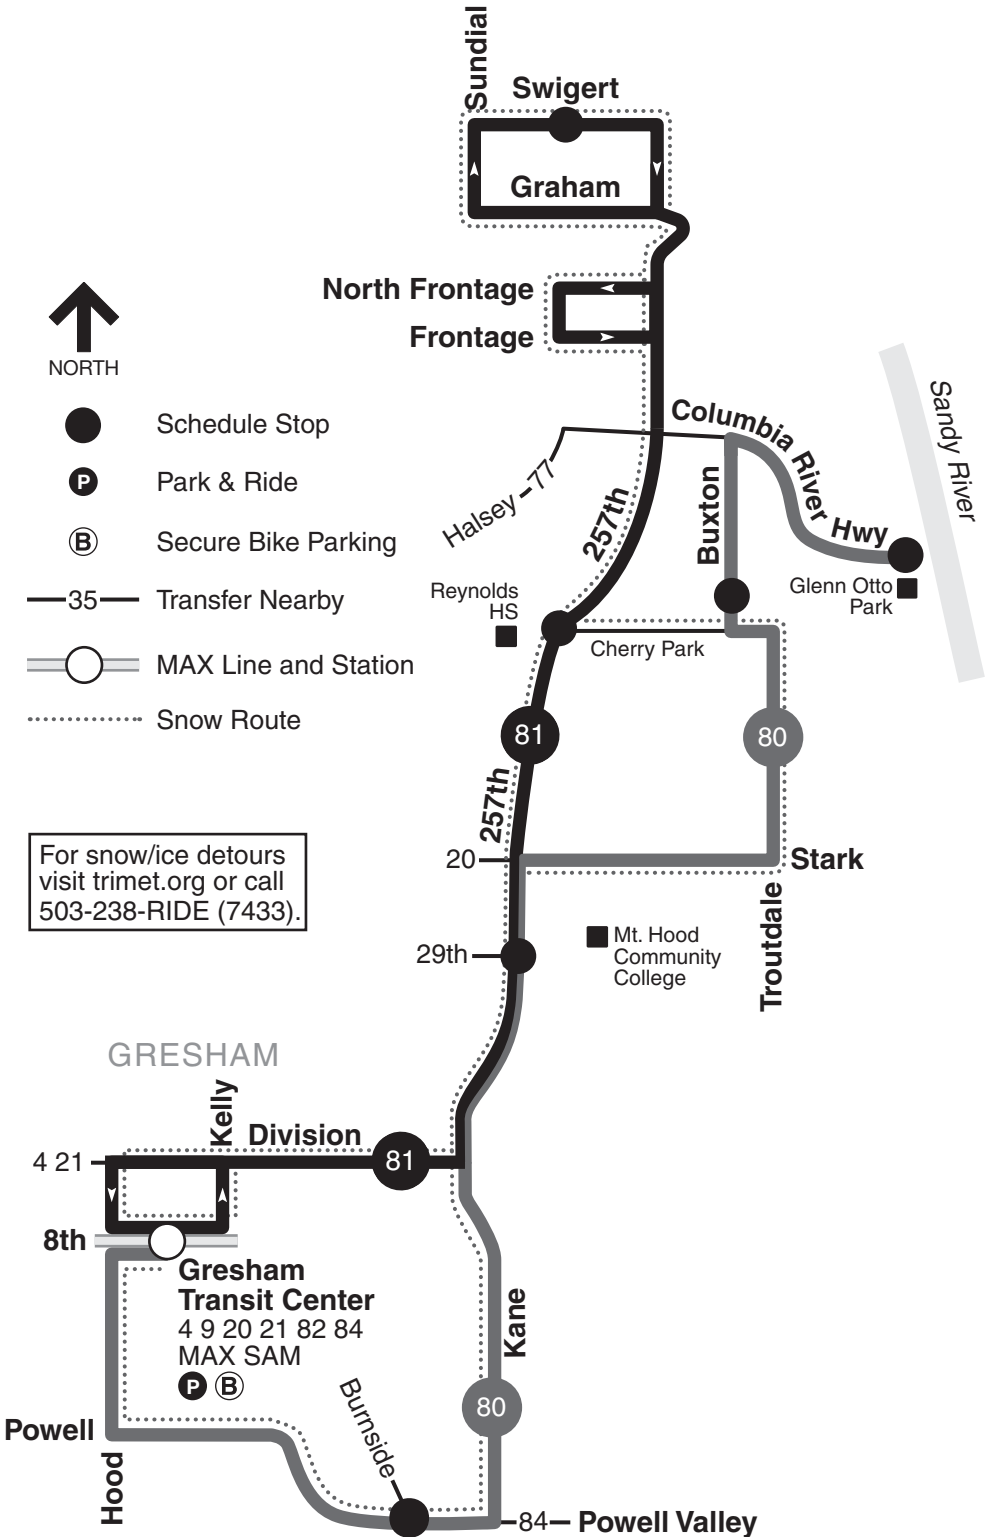 Sundial
Swigert
Graham
North Frontage
Frontage
NORTH
Schedule Stop
P
Park & Ride
B
Secure Bike Parking
35
Transfer Nearby
MAX Line and Station
Snow Route
Columbia River Hwy
Sandy River
Halsey
77
257th
Buxton
Glenn Otto
Park
Reynolds
HS
Cherry Park
81
80
257th
20
Stark
For snow/ice detours
visit trimet.org or call
503-238-RIDE (7433).
Troutdale
29th
Mt. Hood
Community
College
GRESHAM
Kelly
Division
4 21
81
8th
Gresham
Transit Center
4 9 20 21 82 84
MAX SAM
P B
Kane
Burnside
80
Powell
Hood
84
Powell Valley